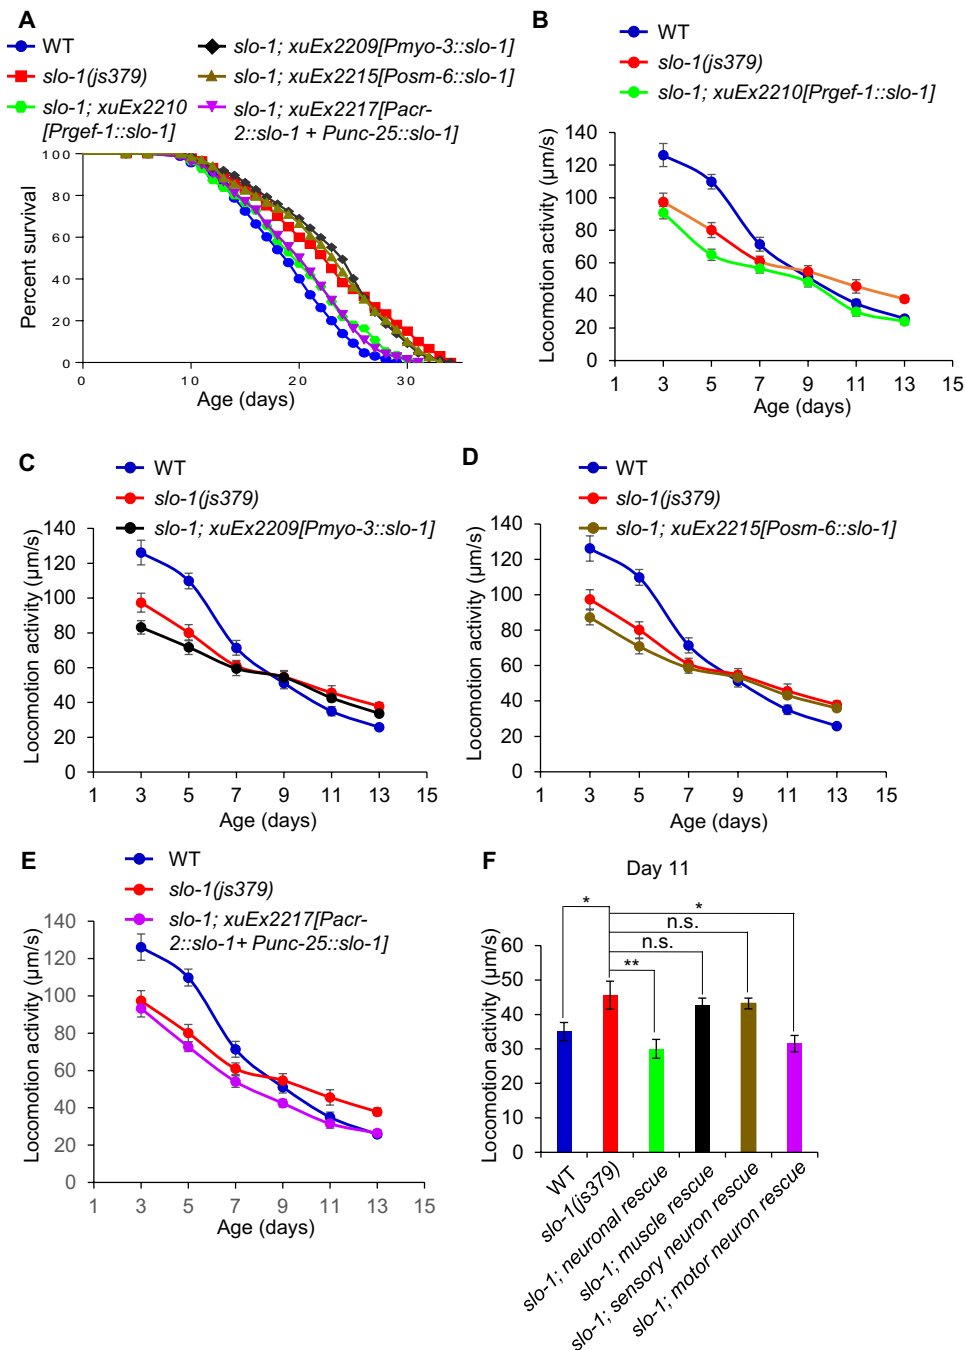 A
WT
slo-1(js379)
slo-1; xuEx2210
[Prgef-1::slo-1]
slo-1; xuEx2209[Pmyo-3::slo-1]
slo-1; xuEx2215[Posm-6::slo-1]
slo-1; xuEx2217[Pacr-
2::slo-1 + Punc-25::slo-1]
Percent survival
100
80
60
40
20
0
0 10 20 30
Age (days)
B
WT
slo-1(js379)
slo-1; xuEx2210[Prgef-1::slo-1]
Locomotion activity (µm/s)
140
120
100
80
60
40
20
0
1 3 5 7 9 11 13 15
Age (days)
C
WT
slo-1(js379)
slo-1; xuEx2209[Pmyo-3::slo-1]
Locomotion activity (µm/s)
140
120
100
80
60
40
20
0
1 3 5 7 9 11 13 15
Age (days)
D
WT
slo-1(js379)
slo-1; xuEx2215[Posm-6::slo-1]
Locomotion activity (µm/s)
140
120
100
80
60
40
20
0
1 3 5 7 9 11 13 15
Age (days)
E
WT
slo-1(js379)
slo-1; xuEx2217[Pacr-
2::slo-1+ Punc-25::slo-1]
Locomotion activity (µm/s)
140
120
100
80
60
40
20
0
1 3 5 7 9 11 13 15
Age (days)
F
Day 11
*
*
n.s.
n.s.
**
Locomotion activity (µm/s)
60
50
40
30
20
10
0
WT
slo-1(js379)
slo-1; neuronal rescue
slo-1; muscle rescue
slo-1; sensory neuron rescue
slo-1; motor neuron rescue